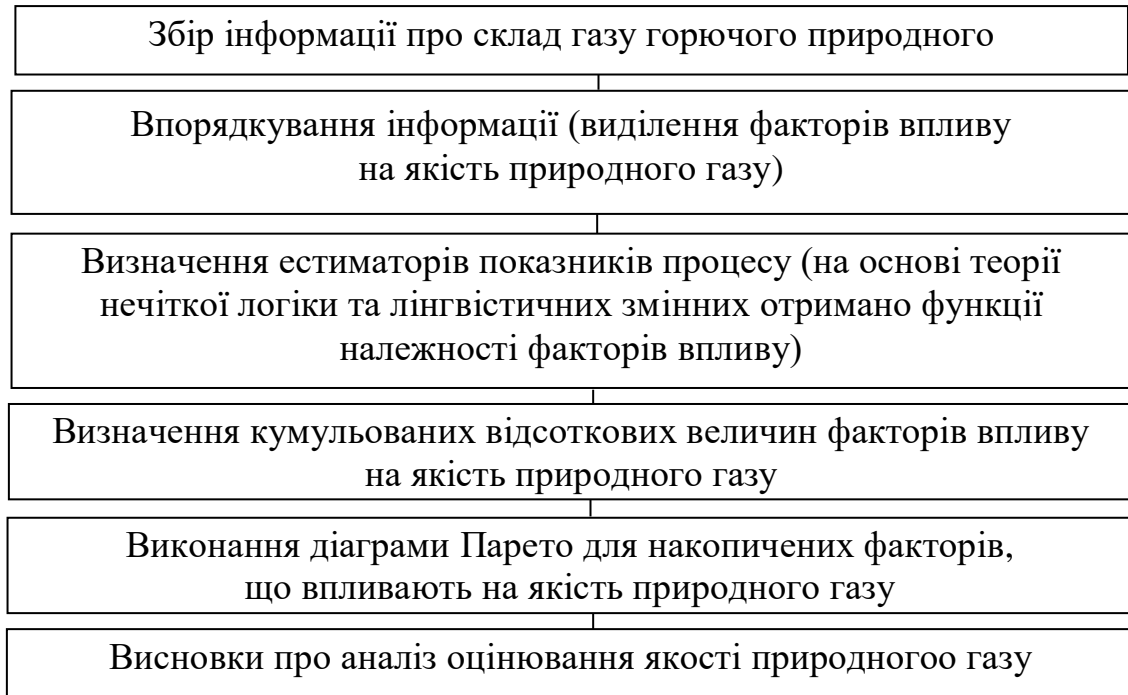 Збір інформації про склад газу горючого природного
Впорядкування інформації (виділення факторів впливу
на якість природного газу)
Визначення естиматорів показників процесу (на основі теорії
нечіткої логіки та лінгвістичних змінних отримано функції
належності факторів впливу)
Визначення кумульованих відсоткових величин факторів впливу
на якість природного газу
Виконання діаграми Парето для накопичених факторів,
що впливають на якість природного газу
Висновки про аналіз оцінювання якості природногоо газу